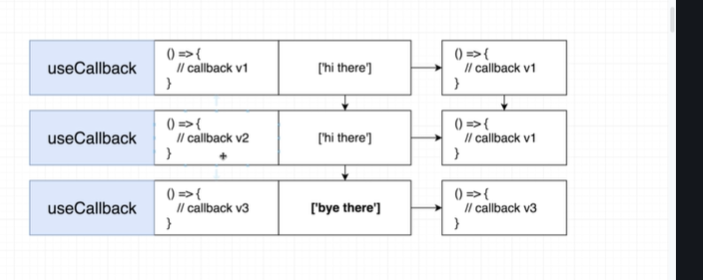 useCallback
() => {
// callback v1
}
['hi there']
() => {
// callback v1
}
useCallback
() => {
// callback v2
}
['hi there']
() => {
// callback v1
}
useCallback
() => {
// callback v3
}
['bye there']
() => {
// callback v3
}